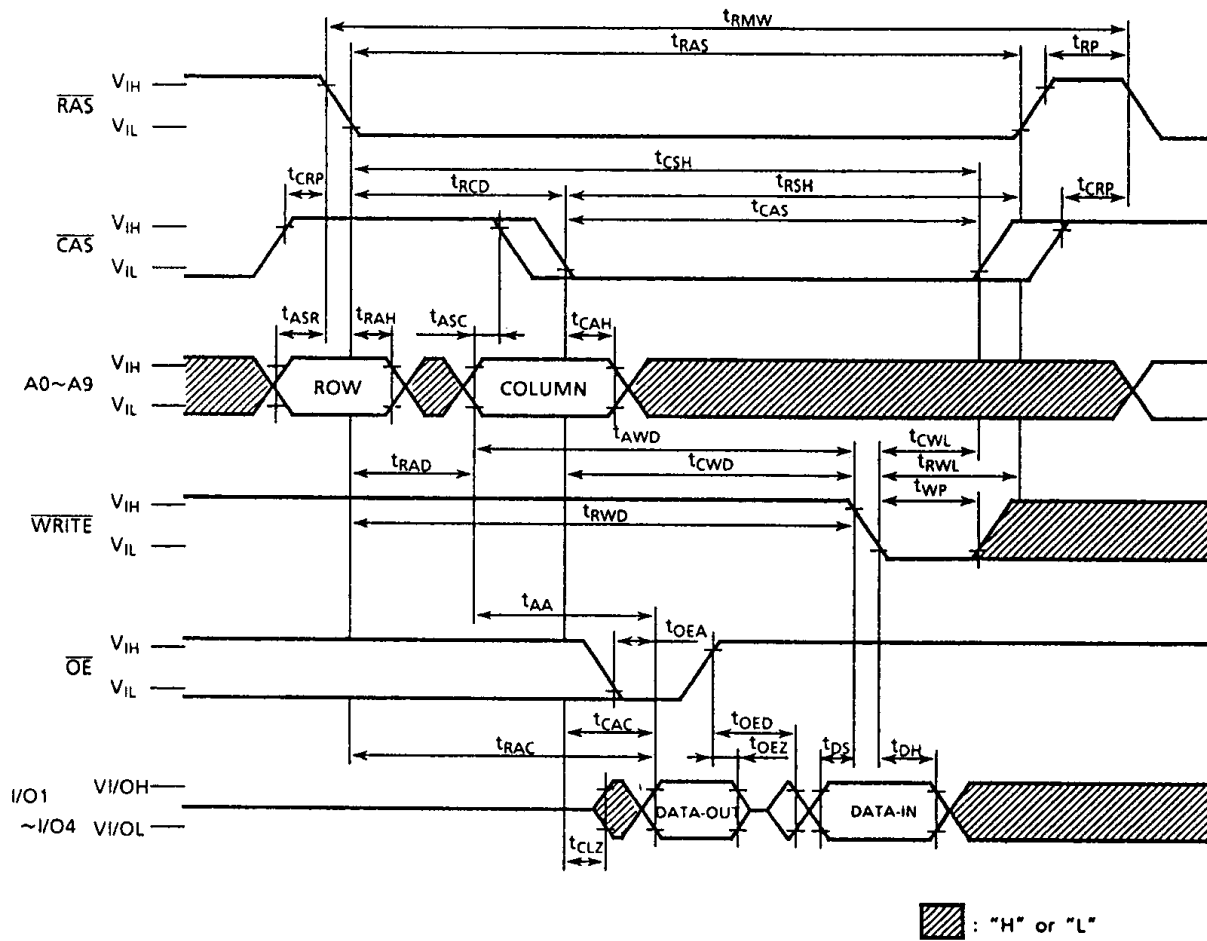 tRMW
tRAS
tRP
RAS
VIH
VIL
tCSH
tCRP
tRCD
tRSH
tCRP
tCAS
CAS
VIH
VIL
tASR
tRAH
tASC
tCAH
A0~A9
VIH
VIL
ROW
COLUMN
tAWD
tCWL
tRAD
tCWD
tRWL
tWP
WRITE
VIH
VIL
tRWD
tAA
tOEA
OE
VIH
VIL
tCAC
tOED
tRAC
tOEZ
tDS
tDH
I/O1
~I/O4
VI/OH
VI/OL
DATA-OUT
DATA-IN
tCLZ
: "H" or "L"